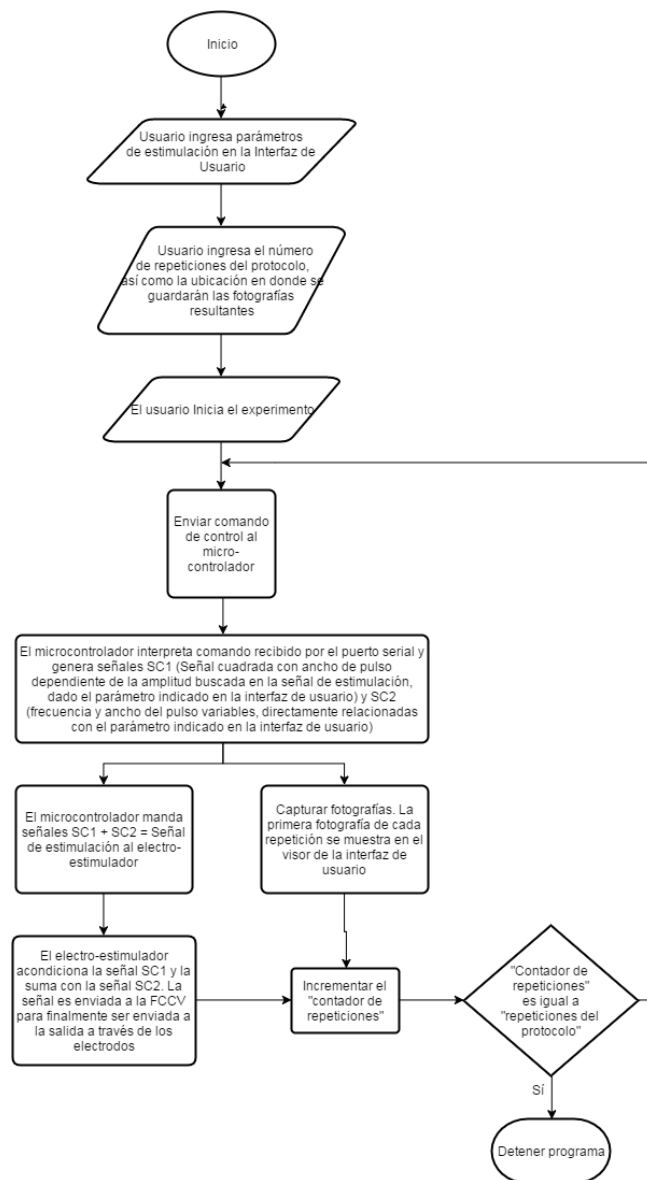 Inicio
Usuario ingresa parámetros
de estimulación en la Interfaz de
Usuario
Usuario ingresa el número
de repeticiones del protocolo,
así como la ubicación en donde se
guardarán las fotografías
resultantes
El usuario Inicia el experimento
Enviar comando
de control al
micro-
controlador
El microcontrolador interpreta comando recibido por el puerto serial y
genera señales SC1 (Señal cuadrada con ancho de pulso
dependiente de la amplitud buscada en la señal de estimulación,
dado el parámetro indicado en la interfaz de usuario) y SC2
(frecuencia y ancho del pulso variables, directamente relacionadas
con el parámetro indicado en la interfaz de usuario)
El microcontrolador manda
señales SC1 + SC2 = Señal
de estimulación al electro-
estimulador
Capturar fotografías. La
primera fotografía de cada
repetición se muestra en el
visor de la interfaz de
usuario
El electro-estimulador
acondiciona la señal SC1 y la
suma con la señal SC2. La
señal es enviada a la FCCV
para finalmente ser enviada a
la salida a través de los
electrodos
Incrementar el
"contador de
repeticiones"
"Contador de
repeticiones"
es igual a
"repeticiones del
protocolo"
Sí
Detener programa